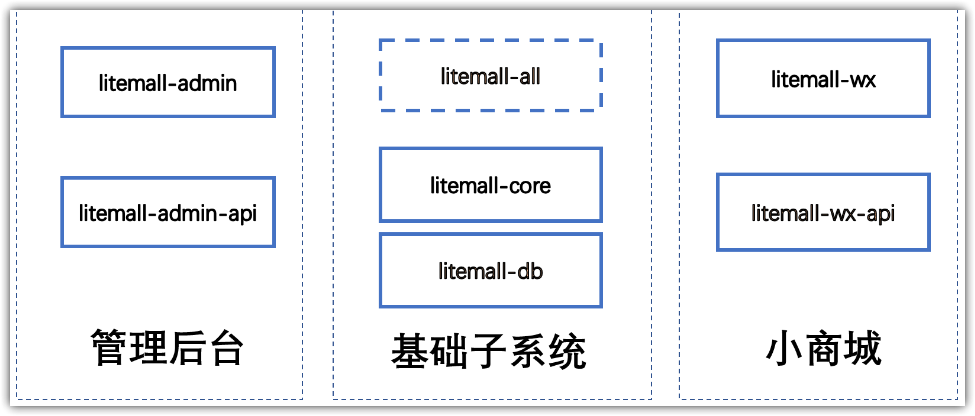 litemall-admin
litemall-admin-api
管理后台
litemall-all
litemall-core
litemall-db
基础子系统
litemall-wx
litemall-wx-api
小商城